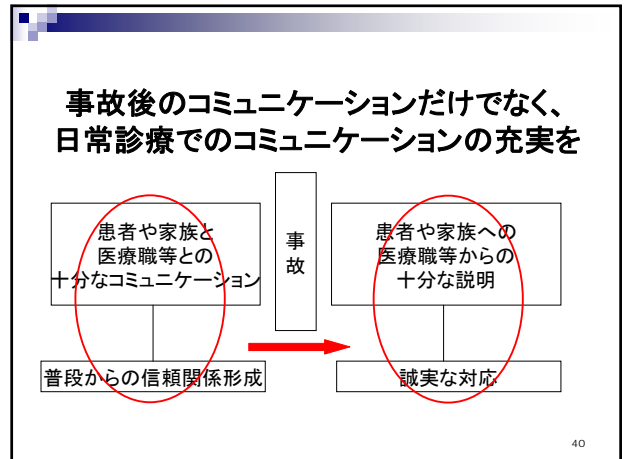 事故後のコミュニケーションだけでなく、
日常診療でのコミュニケーションの充実を
患者や家族と
医療職等との
十分なコミュニケーション
事
故
患者や家族への
医療職等からの
十分な説明
普段からの信頼関係形成
誠実な対応
40